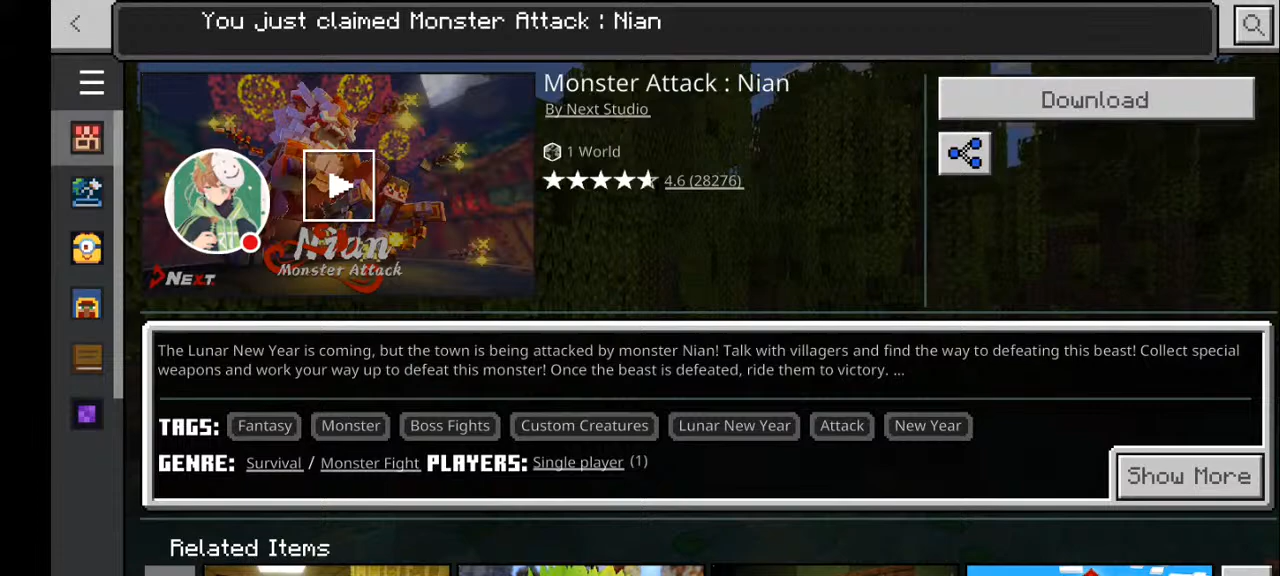 You just claimed Monster Attack : Nian
Monster Attack : Nian
By Next Studio
1 World
4.6 (28276)
Download
Nian
Monster Attack
NEXT
The Lunar New Year is coming, but the town is being attacked by monster Nian! Talk with villagers and find the way to defeating this beast! Collect special
weapons and work your way up to defeat this monster! Once the beast is defeated, ride them to victory. ...
TAGS: Fantasy Monster Boss Fights Custom Creatures Lunar New Year Attack New Year
GENRE: Survival / Monster Fight PLAYERS: Single player (1)
Show More
Related Items